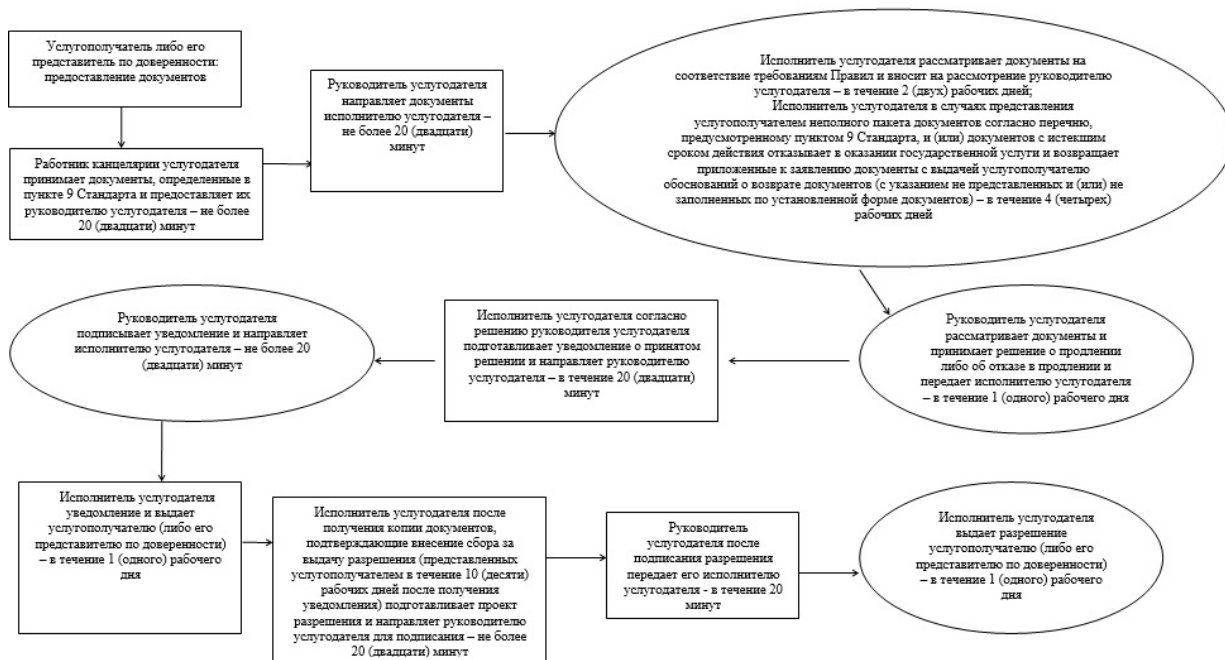 Услугополучатель либо его
представитель по доверенности:
предоставление документов
Работник канцелярии услугодателя
принимает документы, определенные в
пункте 9 Стандарта и предоставляет их
руководителю услугодателя – не более
20 (двадцати) минут
Руководитель услугодателя
направляет документы
исполнителю услугодателя –
не более 20 (двадцати)
минут
Исполнитель услугодателя рассматривает документы на
соответствие требованиям Правил и вносит на рассмотрение руководителю
услугодателя – в течение 2 (двух) рабочих дней;
Исполнитель услугодателя в случаях представления
услугополучателем неполного пакета документов согласно перечню,
предусмотренному пунктом 9 Стандарта, и (или) документов с истекшим
сроком действия отказывает в оказании государственной услуги и возвращает
приложенные к заявлению документы с выдачей услугополучателю
обоснований о возврате документов (с указанием не представленных и (или) не
заполненных по установленной форме документов) – в течение 4 (четырех)
рабочих дней
Руководитель услугодателя
рассматривает документы и
принимает решение о продлении
либо об отказе в продлении и
передает исполнителю услугодателя
– в течение 1 (одного) рабочего дня
Исполнитель услугодателя согласно
решению руководителя услугодателя
подготавливает уведомление о принятом
решении и направляет руководителю
услугодателя – в течение 20 (двадцати)
минут
Руководитель услугодателя
подписывает уведомление и направляет
исполнителю услугодателя – не более 20
(двадцати) минут
Исполнитель услугодателя
уведомление и выдает
услугополучателю (либо его
представителю по доверенности)
– в течение 1 (одного) рабочего
дня
Исполнитель услугодателя после
получения копии документов,
подтверждающие внесение сбора за
выдачу разрешения (представленных
услугополучателем в течение 10 (десяти)
рабочих дней после получения
уведомления) подготавливает проект
разрешения и направляет руководителю
услугодателя для подписания – не более
20 (двадцати) минут
Руководитель
услугодателя после
подписания разрешения
передает его исполнителю
услугодателя - в течение 20
минут
Исполнитель услугодателя
выдает разрешение
услугополучателю (либо его
представителю по доверенности)
– в течение 1 (одного) рабочего
дня